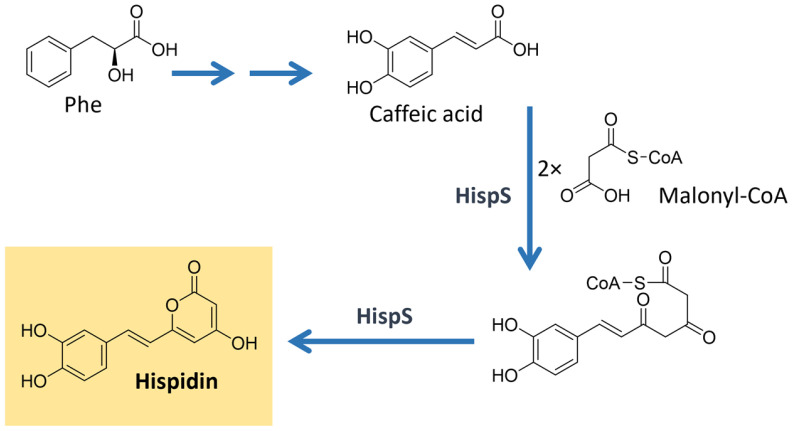 O
OH
OH
Phe
HO
HO
O
OH
Caffeic acid
HispS
2×
O
S-CoA
O
OH
Malonyl-CoA
CoA-S
O
O
O
HO
HO
HispS
O
O
OH
HO
HO
Hispidin